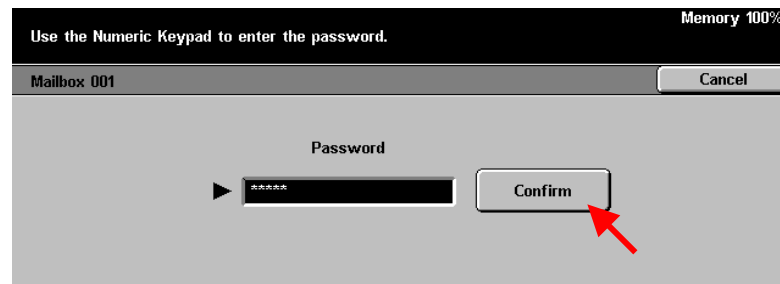 Memory 100%
Use the Numeric Keypad to enter the password.
Mailbox 001
Cancel
Password
*****
Confirm